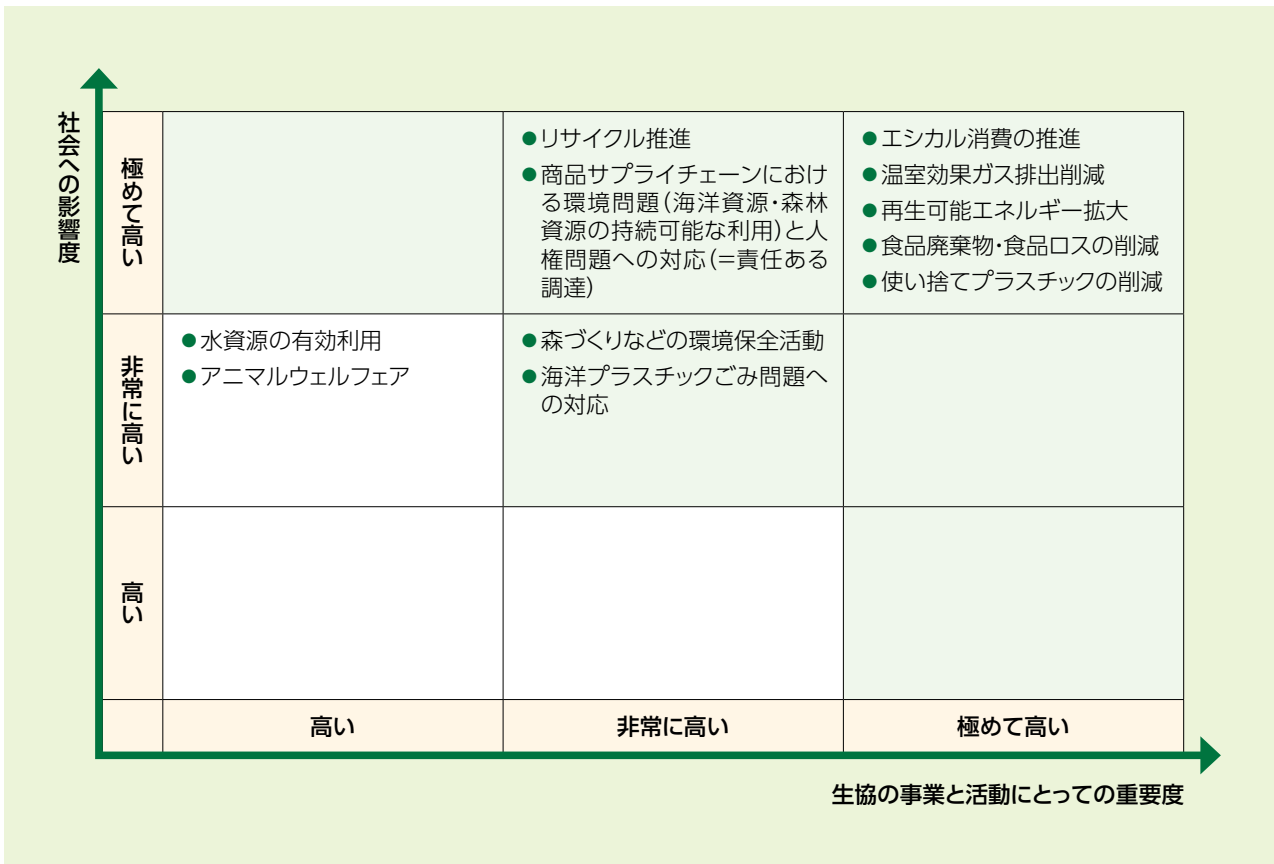 社会への影響度
極めて高い
●リサイクル推進
●商品サプライチェーンにおけ
る環境問題(海洋資源・森林
資源の持続可能な利用)と人
権問題への対応(=責任ある
調達)
●エシカル消費の推進
●温室効果ガス排出削減
●再生可能エネルギー拡大
●食品廃棄物・食品ロスの削減
●使い捨てプラスチックの削減
非常に高い
●水資源の有効利用
●アニマルウェルフェア
●森づくりなどの環境保全活動
●海洋プラスチックごみ問題へ
の対応
高い
高い
非常に高い
極めて高い
生協の事業と活動にとっての重要度